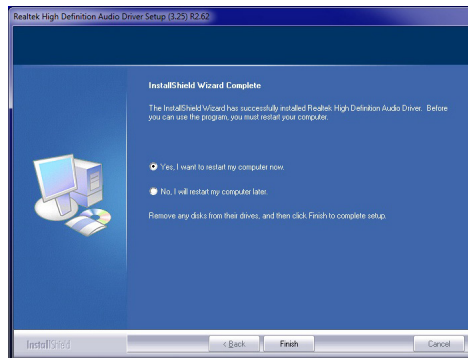 Realtek High Definition Audio Driver Setup (3.25) R2.62
InstallShield Wizard Complete
The InstallShield Wizard has successfully installed Realtek High Definition Audio Driver. Before
you can use the program, you must restart your computer.
Yes, I want to restart my computer now.
No, I will restart my computer later.
Remove any disks from their drives, and then click Finish to complete setup.
InstallShield
< Back
Finish
Cancel